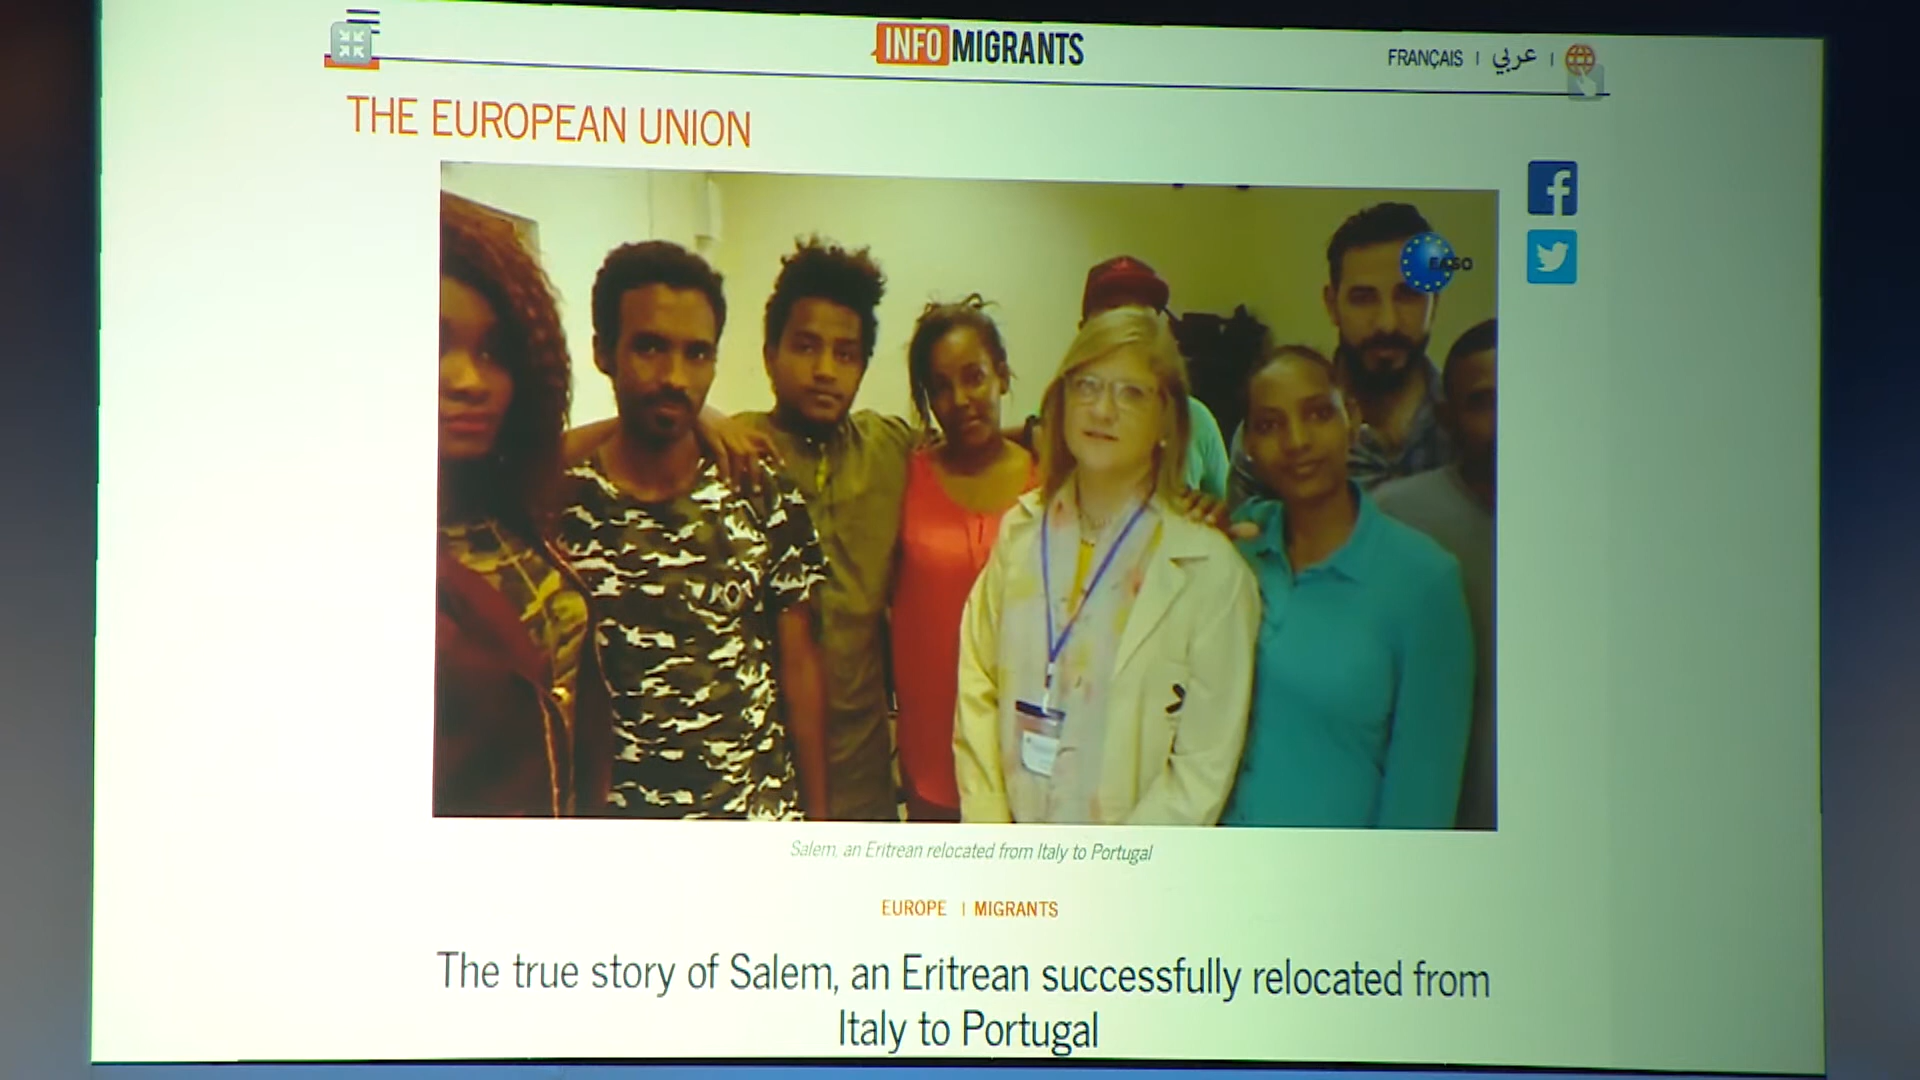 INFO MIGRANTS
FRANÇAIS | عربي |
THE EUROPEAN UNION
EASO
Salem, an Eritrean relocated from Italy to Portugal
EUROPE | MIGRANTS
The true story of Salem, an Eritrean successfully relocated from
Italy to Portugal